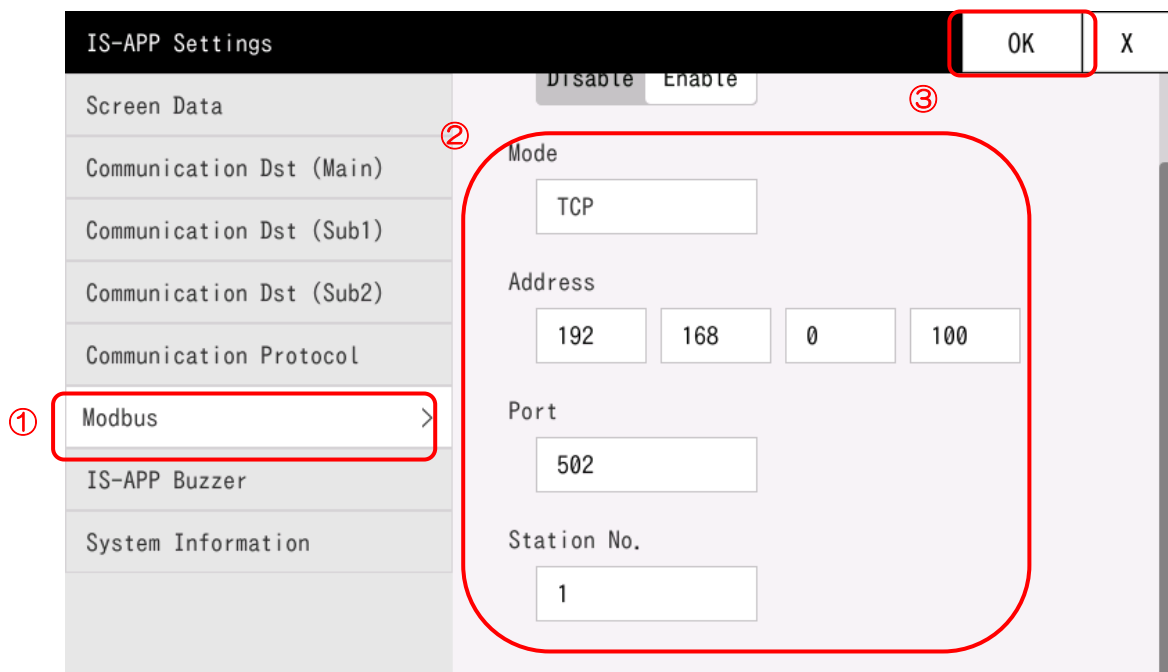 IS-APP Settings
OK
X
Disable Enable
③
Screen Data
②
Mode
Communication Dst (Main)
TCP
Communication Dst (Sub1)
Address
Communication Dst (Sub2)
192 168 0 100
Communication Protocol
①
Modbus >
Port
502
IS-APP Buzzer
System Information
Station No.
1